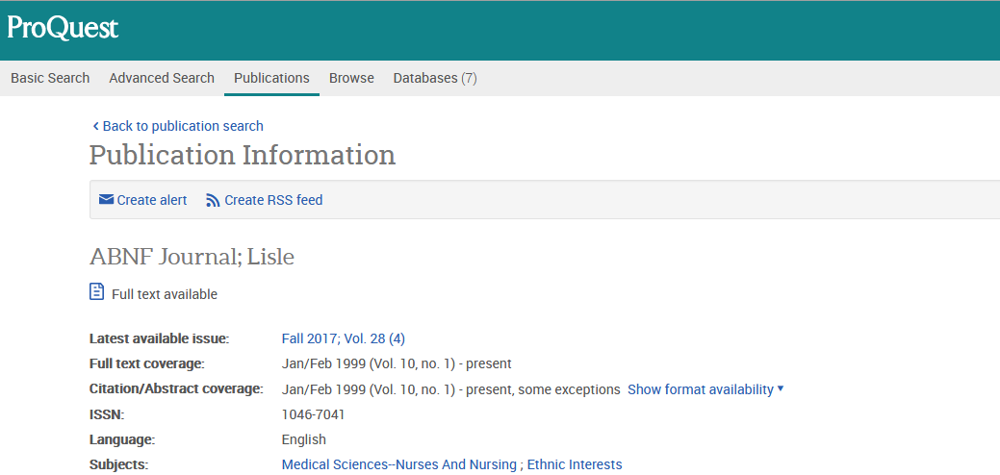 ProQuest
Basic Search Advanced Search Publications Browse Databases (7)
Back to publication search
Publication Information
Create alert Create RSS feed
ABNF Journal; Lisle
Full text available
Latest available issue: Fall 2017; Vol. 28 (4)
Full text coverage: Jan/Feb 1999 (Vol. 10, no. 1) - present
Citation/Abstract coverage: Jan/Feb 1999 (Vol. 10, no. 1) - present, some exceptions Show format availability
ISSN: 1046-7041
Language: English
Subjects: Medical Sciences--Nurses And Nursing ; Ethnic Interests